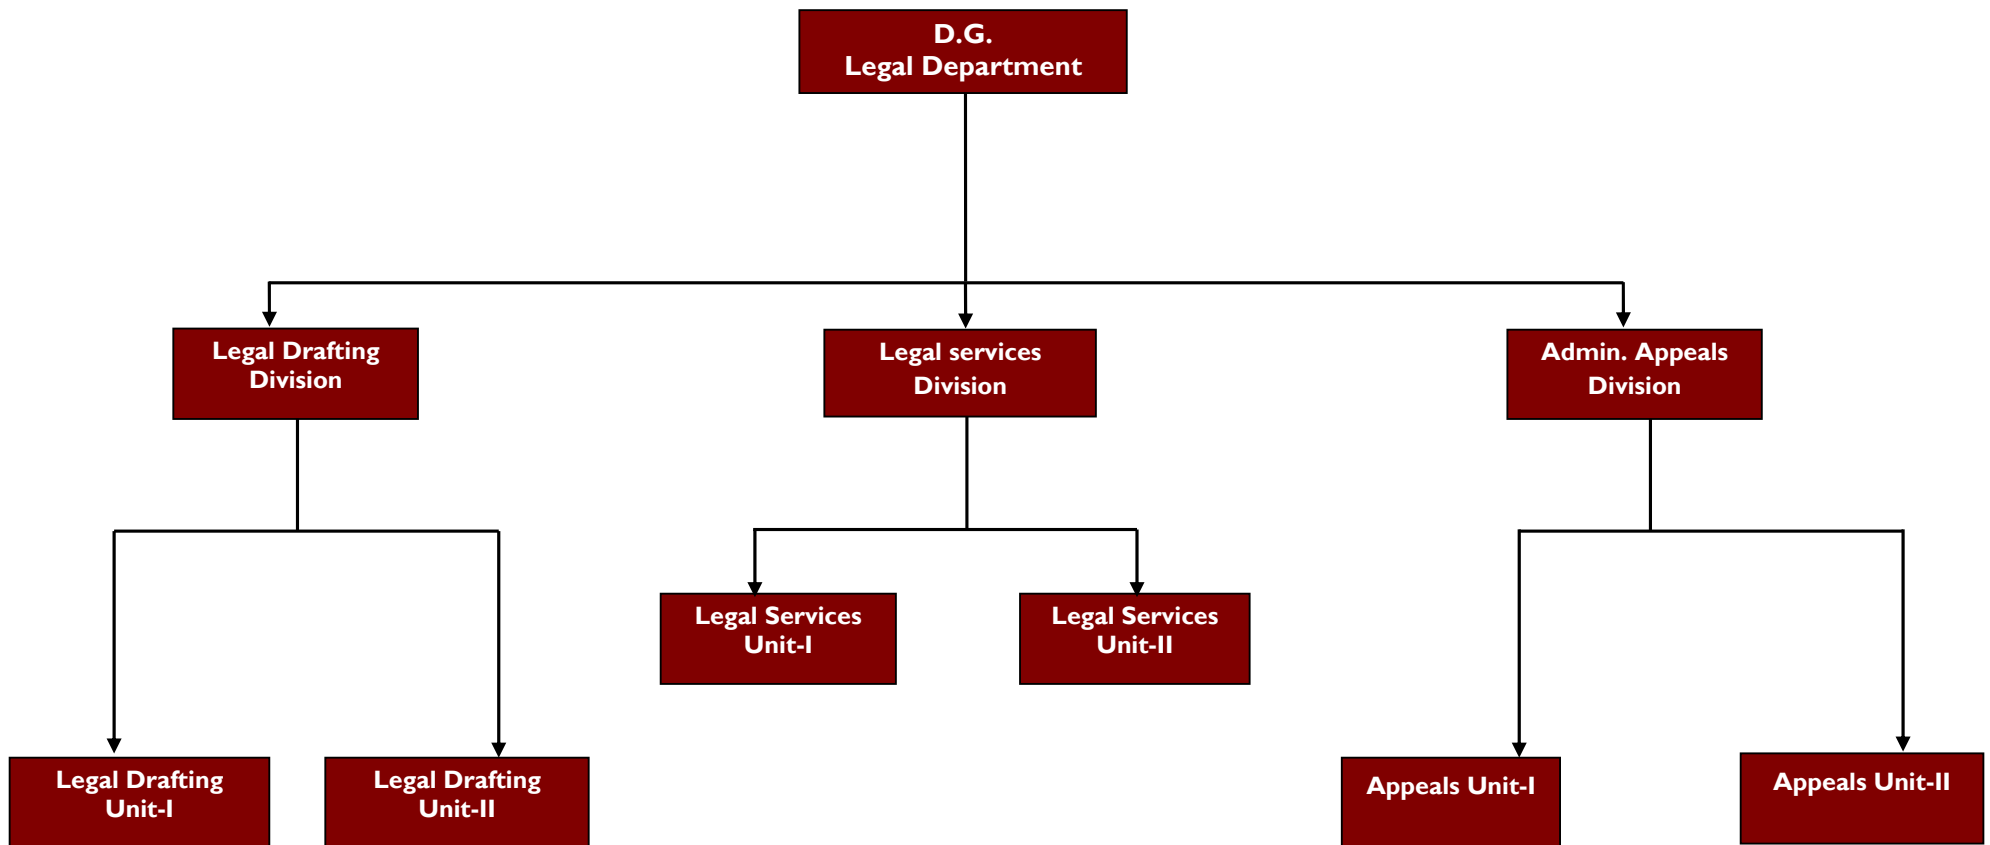 D.G.
Legal Department
Legal Drafting
Division
Legal services
Division
Admin. Appeals
Division
Legal Services
Unit-I
Legal Services
Unit-II
Legal Drafting
Unit-I
Legal Drafting
Unit-II
Appeals Unit-I
Appeals Unit-II